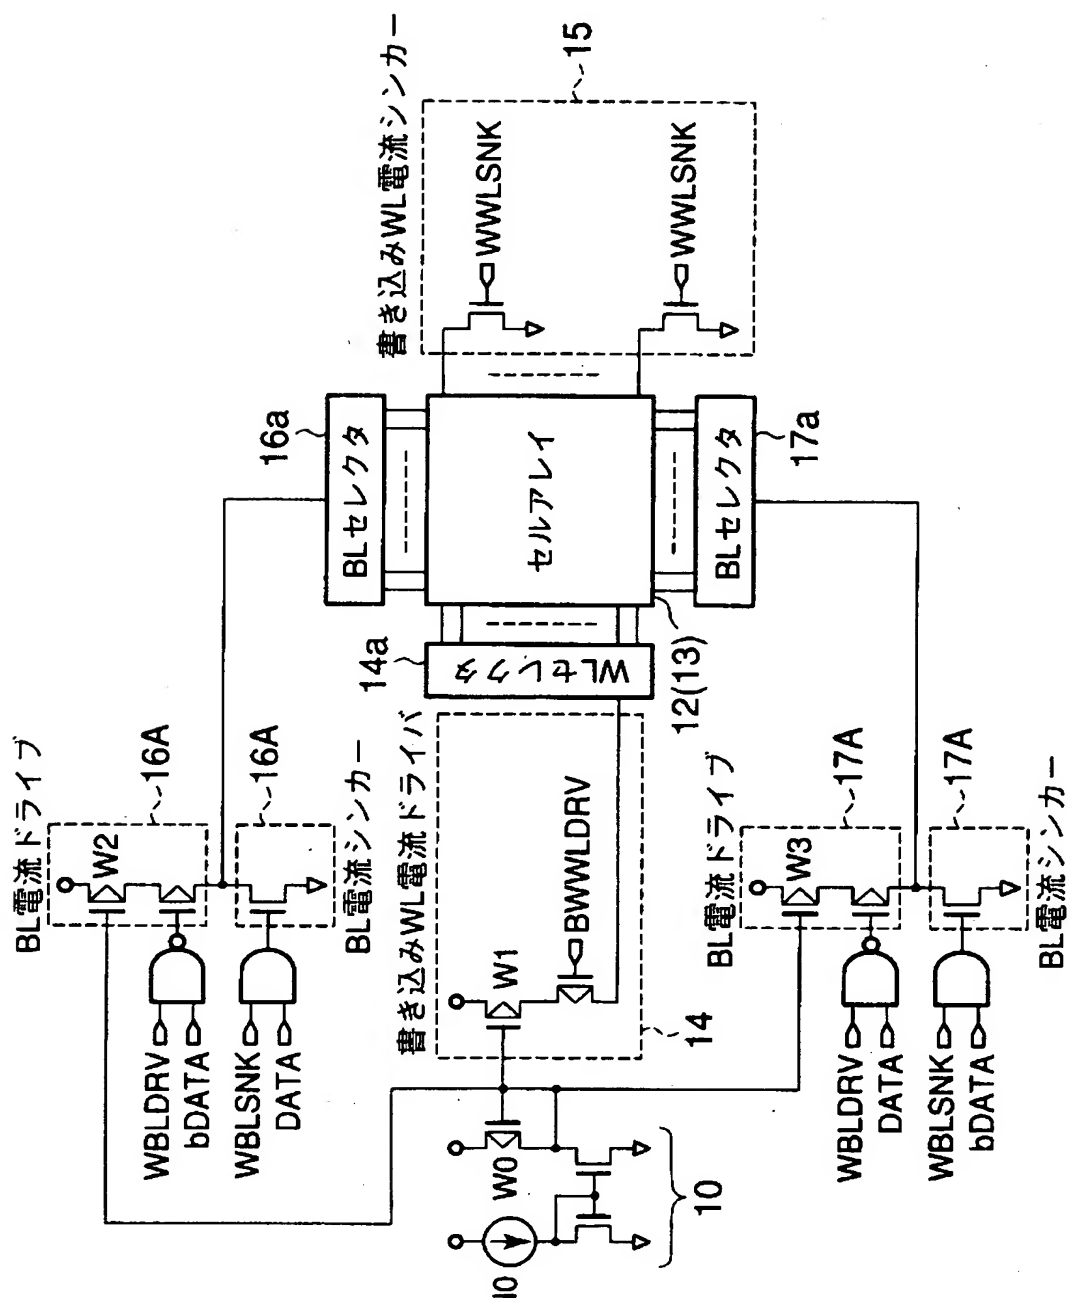 BL電流ドライブ
W2
16A
WBLDRV
bDATA
WBLSNK
DATA
16A
BL電流シンカー
書き込みWL電流シンカー
15
WWLSNK
WWLSNK
16a
BLセレクタ
セルアレイ
14a
WLセレクタ
12(13)
BLセレクタ
17a
書き込みWL電流ドライバ
W1
BWWLDRV
14
I0
W0
10
BL電流ドライブ
W3
17A
WBLDRV
DATA
WBLSNK
bDATA
17A
BL電流シンカー